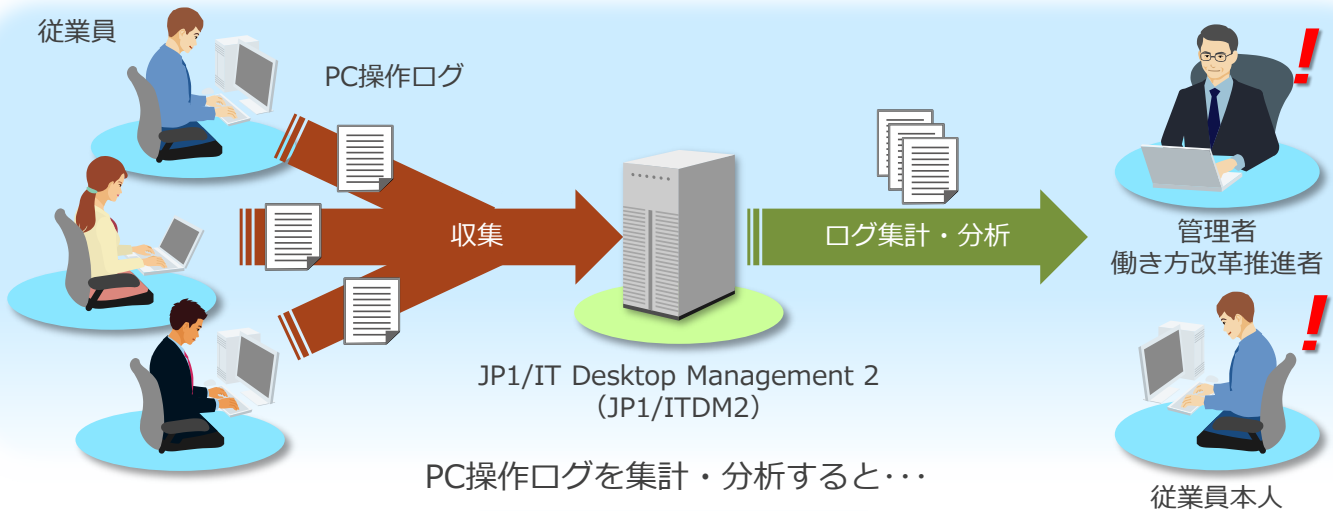 従業員
PC操作ログ
収集
ログ集計・分析
管理者
働き方改革推進者
JP1/IT Desktop Management 2
（JP1/ITDM2）
PC操作ログを集計・分析すると･･･
従業員本人
!
!